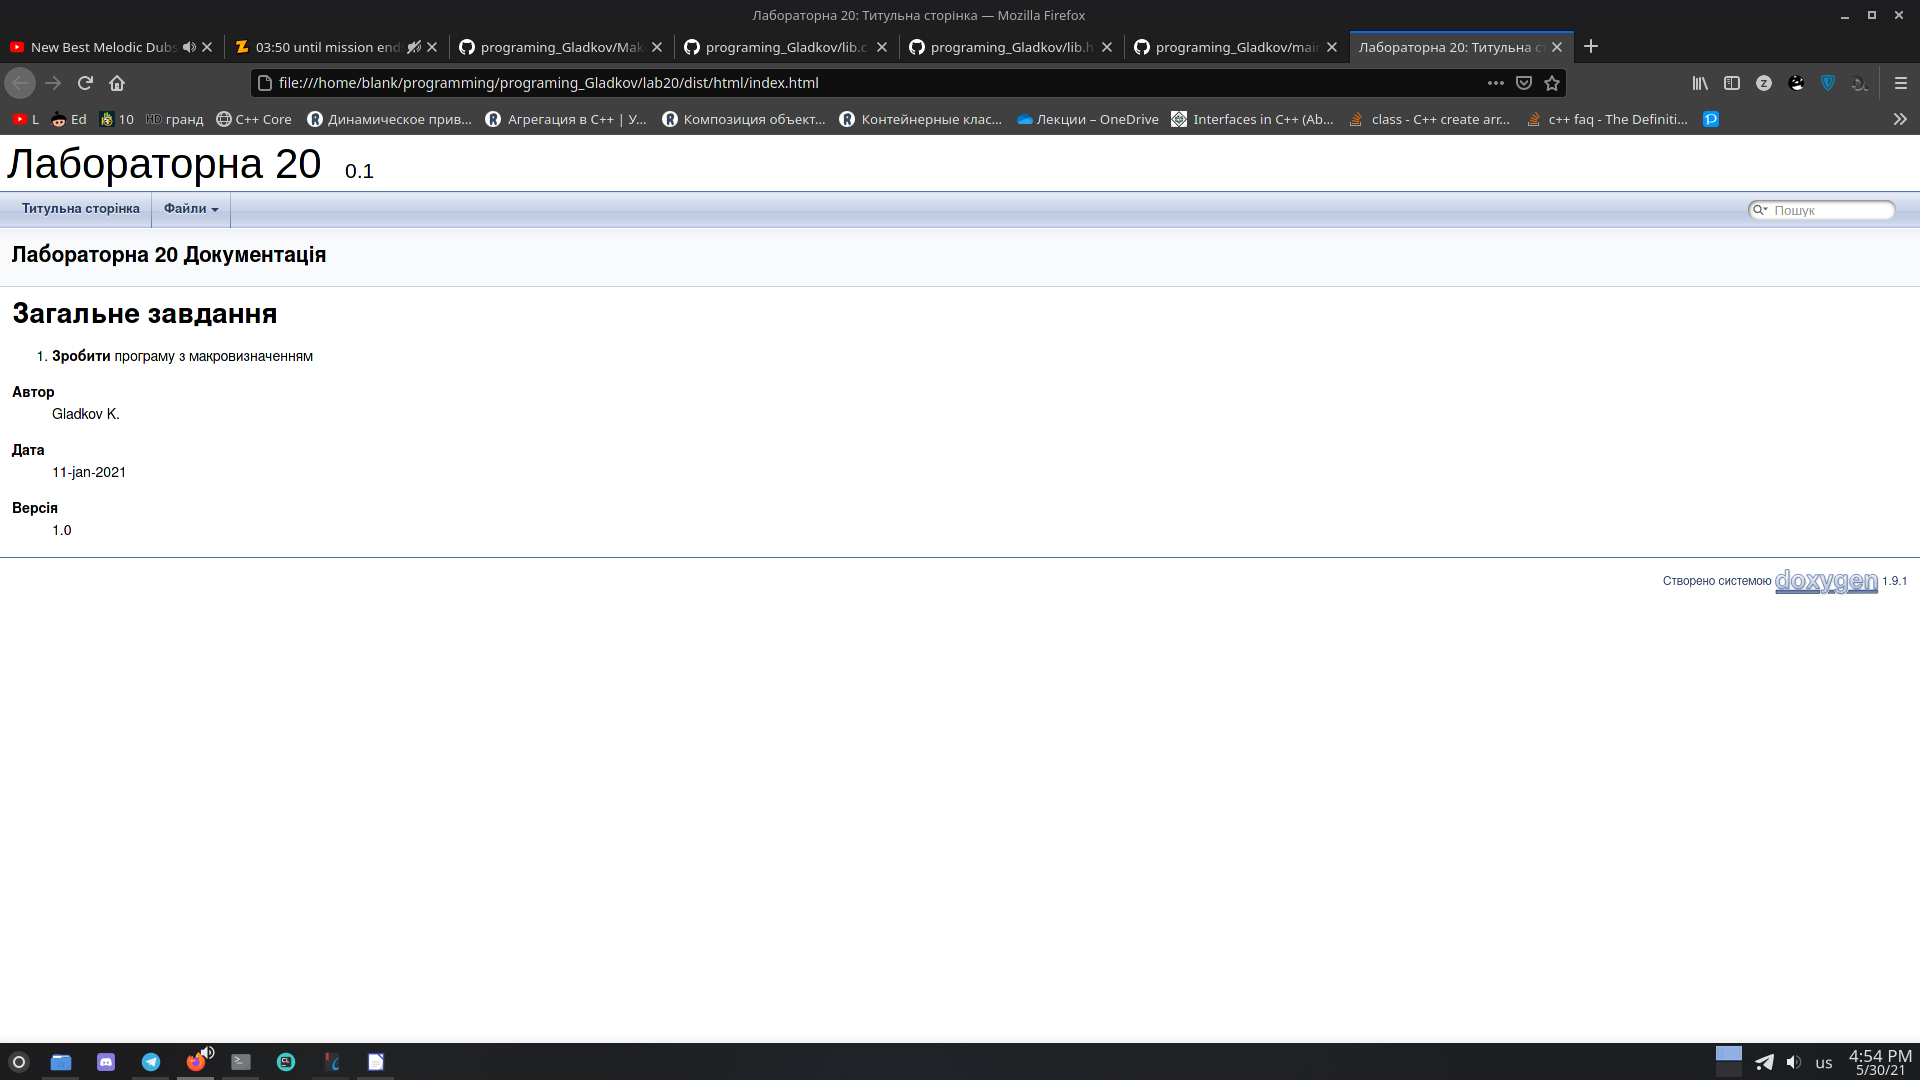 Лабораторна 20: Титульна сторінка — Mozilla Firefox
New Best Melodic Dubs
03:50 until mission end
programing_Gladkov/Mak
programing_Gladkov/lib.c
programing_Gladkov/lib.h
programing_Gladkov/mai
Лабораторна 20: Титульна ст
file:///home/blank/programming/programing_Gladkov/lab20/dist/html/index.html
L
Ed
10
HD гранд
C++ Core
Динамическое прив...
Агрегация в C++ | У...
Композиция объект...
Контейнерные клас...
Лекции – OneDrive
Interfaces in C++ (Ab...
class - C++ create arr...
c++ faq - The Definiti...
Лабораторна 20 0.1
Титульна сторінка
Файли
Пошук
Лабораторна 20 Документація
Загальне завдання
1. Зробити програму з макровизначенням
Автор
Gladkov K.
Дата
11-jan-2021
Версія
1.0
Створено системою doxygen 1.9.1
us
4:54 PM
5/30/21